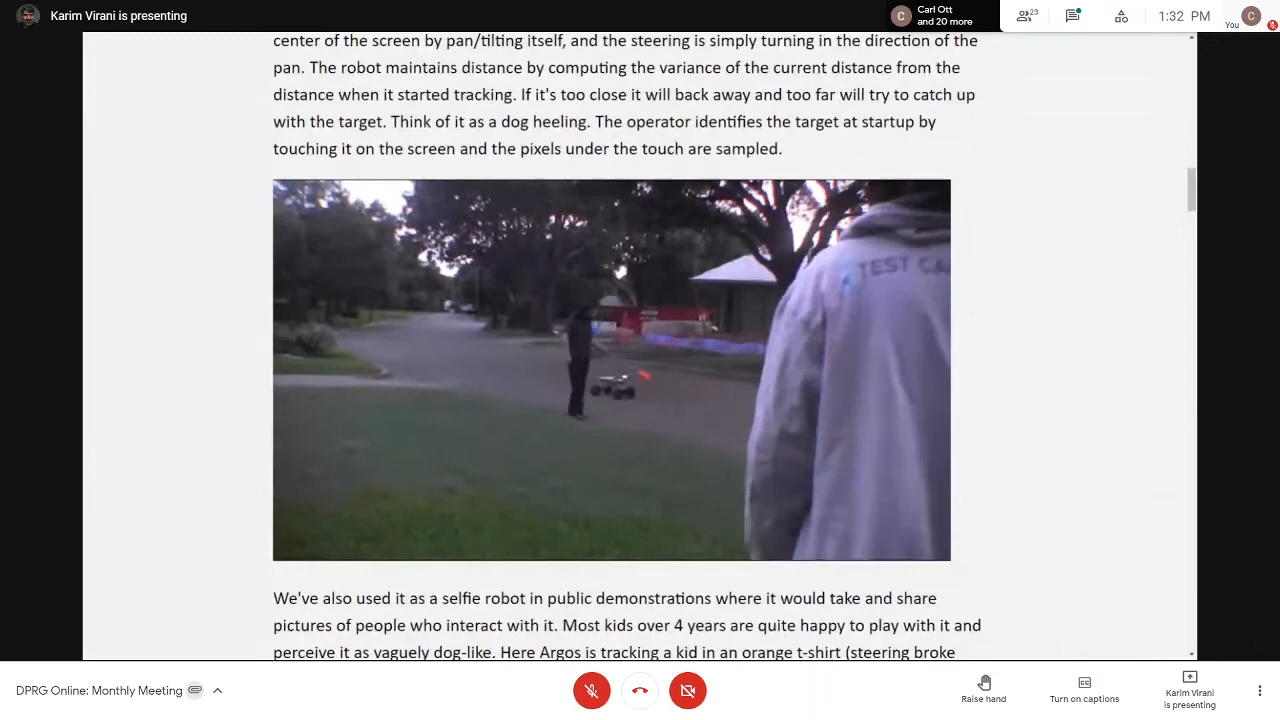 Karim Virani is presenting
C
Carl Ott
and 20 more
23
1:32 PM
You
C
center of the screen by pan/tilting itself, and the steering is simply turning in the direction of the
pan. The robot maintains distance by computing the variance of the current distance from the
distance when it started tracking. If it's too close it will back away and too far will try to catch up
with the target. Think of it as a dog heeling. The operator identifies the target at startup by
touching it on the screen and the pixels under the touch are sampled.
TEST
We've also used it as a selfie robot in public demonstrations where it would take and share
pictures of people who interact with it. Most kids over 4 years are quite happy to play with it and
perceive it as vaguely dog-like. Here Argos is tracking a kid in an orange t-shirt (steering broke
DPRG Online: Monthly Meeting
Raise hand
CC
Turn on captions
Karim Virani
is presenting